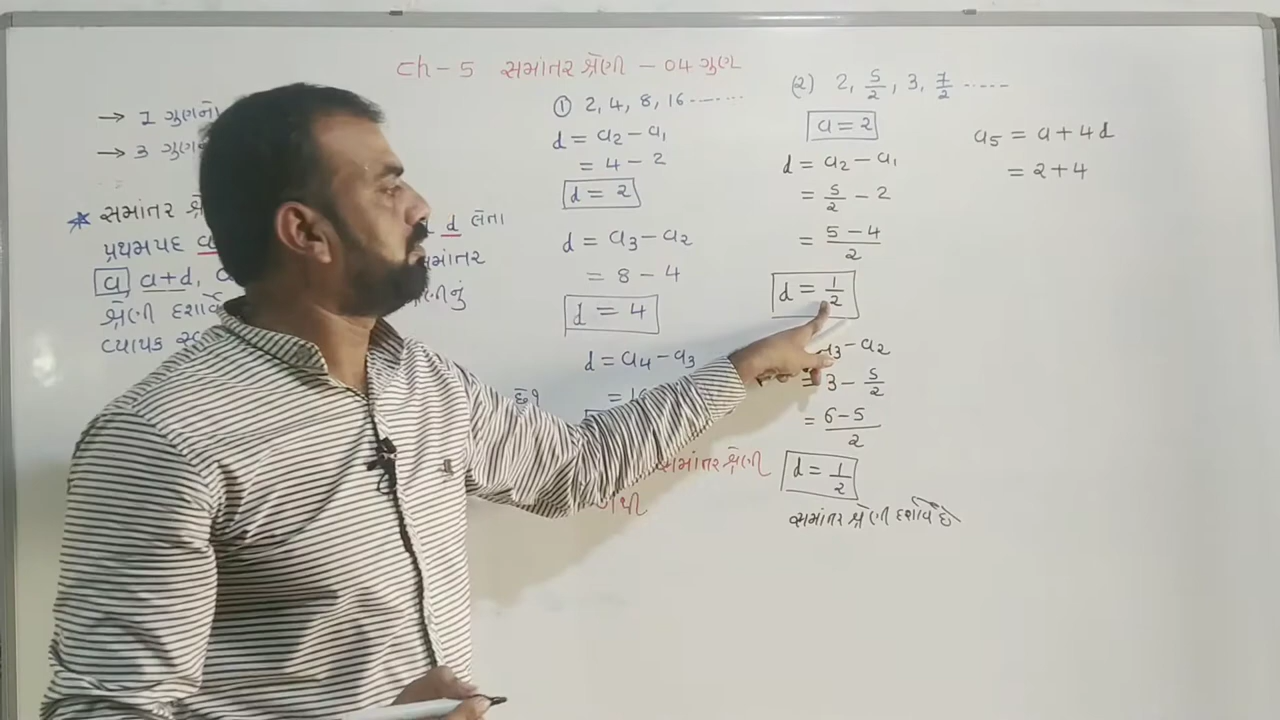 Ch - 5 સમાંતર શ્રેણી - 04 ગુણ
→ 1 ગુણનો
→ 3 ગુણ
* સમાંતર d લેતા
પ્રથમપદ a
a a+d,
શ્રેણી દર્શાવે
વ્યાપક
① 2, 4, 8, 16 ......
d = a₂ - a₁
= 4 - 2
d = 2
d = a₃ - a₂
= 8 - 4
d = 4
d = a₄ - a₃
સમાંતર શ્રેણી
નથી
(૨) 2, 5/2, 3, 7/2 .....
a = 2
d = a₂ - a₁
= 5/2 - 2
= 5-4/2
d = 1/2
a₃ - a₂
= 3 - 5/2
= 6-5/2
d = 1/2
સમાંતર શ્રેણી દર્શાવે છે
a₅ = a + 4d
= 2 + 4